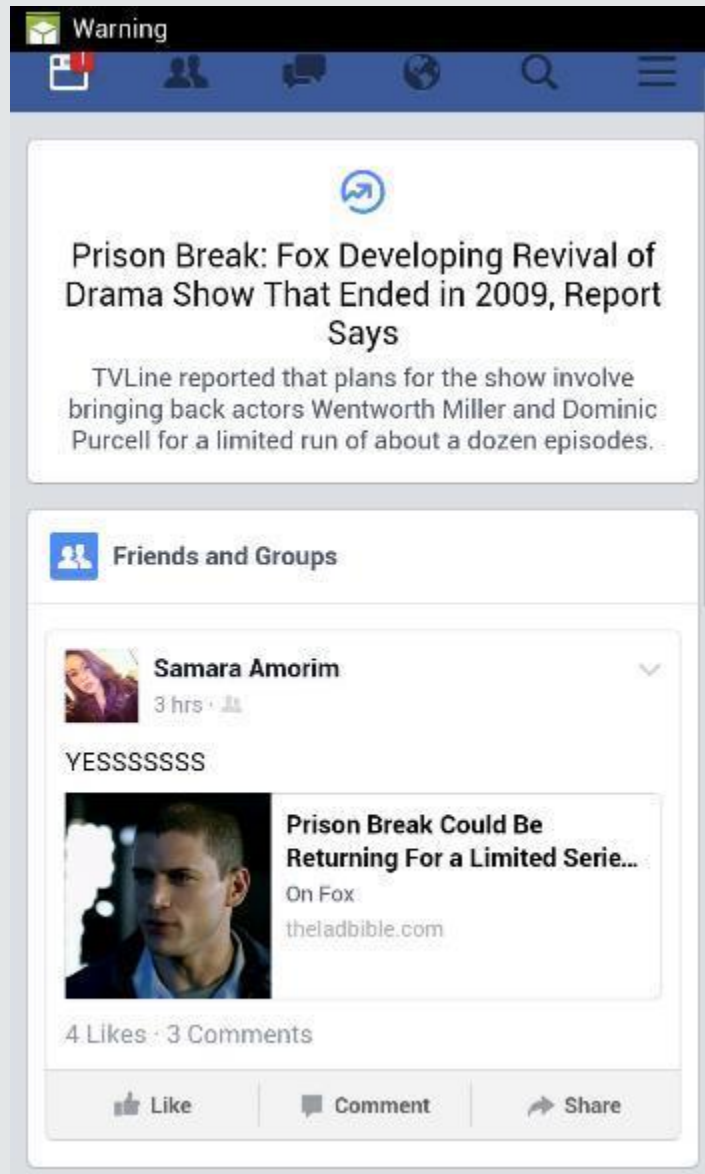 Warning
1
Prison Break: Fox Developing Revival of
Drama Show That Ended in 2009, Report
Says
TVLine reported that plans for the show involve
bringing back actors Wentworth Miller and Dominic
Purcell for a limited run of about a dozen episodes.
Friends and Groups
Samara Amorim
3 hrs ·
YESSSSSSS
Prison Break Could Be
Returning For a Limited Serie...
On Fox
theladbible.com
4 Likes · 3 Comments
Like
Comment
Share